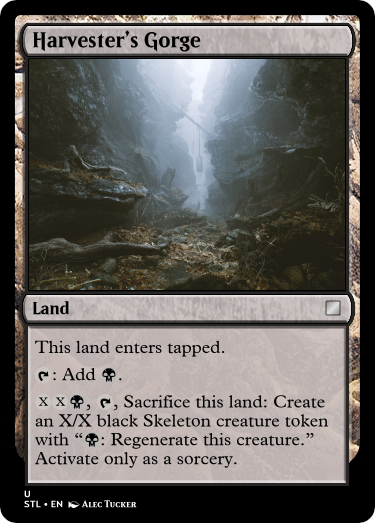 Harvester's Gorge
Land
This land enters tapped.
: Add .
X X , , Sacrifice this land: Create
an X/X black Skeleton creature token
with “: Regenerate this creature.”
Activate only as a sorcery.
U
STL • EN Alec Tucker